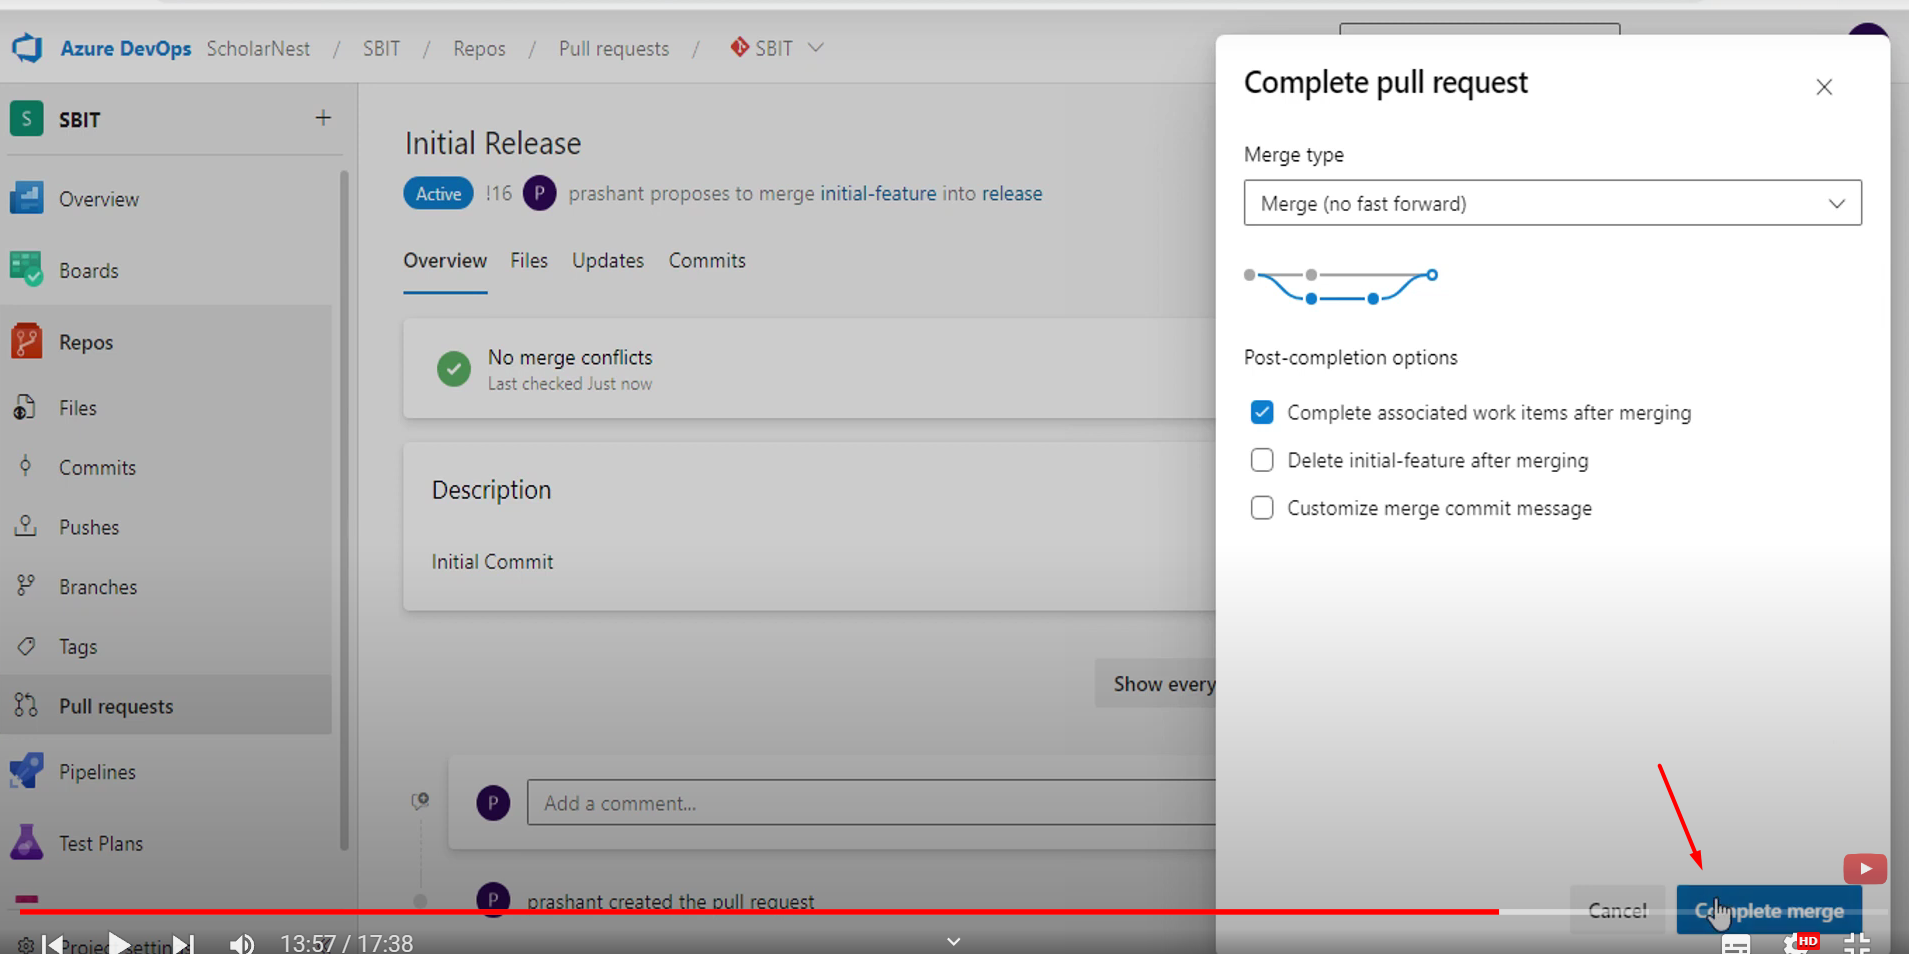 Azure DevOps ScholarNest / SBIT / Repos / Pull requests / SBIT
S SBIT +
Overview
Boards
Repos
Files
Commits
Pushes
Branches
Tags
Pull requests
Pipelines
Test Plans
Initial Release
Active !16 P prashant proposes to merge initial-feature into release
Overview Files Updates Commits
No merge conflicts
Last checked Just now
Description
Initial Commit
Show every
P Add a comment...
P prashant created the pull request
Complete pull request
Merge type
Merge (no fast forward)
Post-completion options
Complete associated work items after merging
Delete initial-feature after merging
Customize merge commit message
Cancel Complete merge
Project settings
13:57 / 17:38
HD